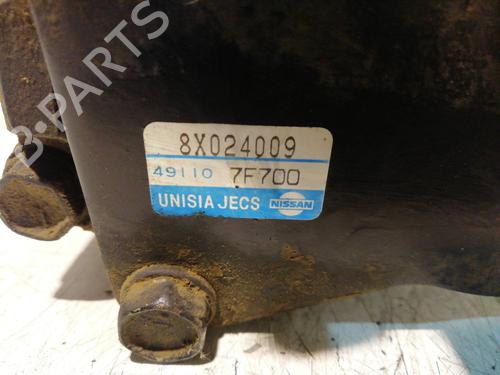 B-PARTS
8X024009
49110 7F700
UNISIA JECS NISSAN